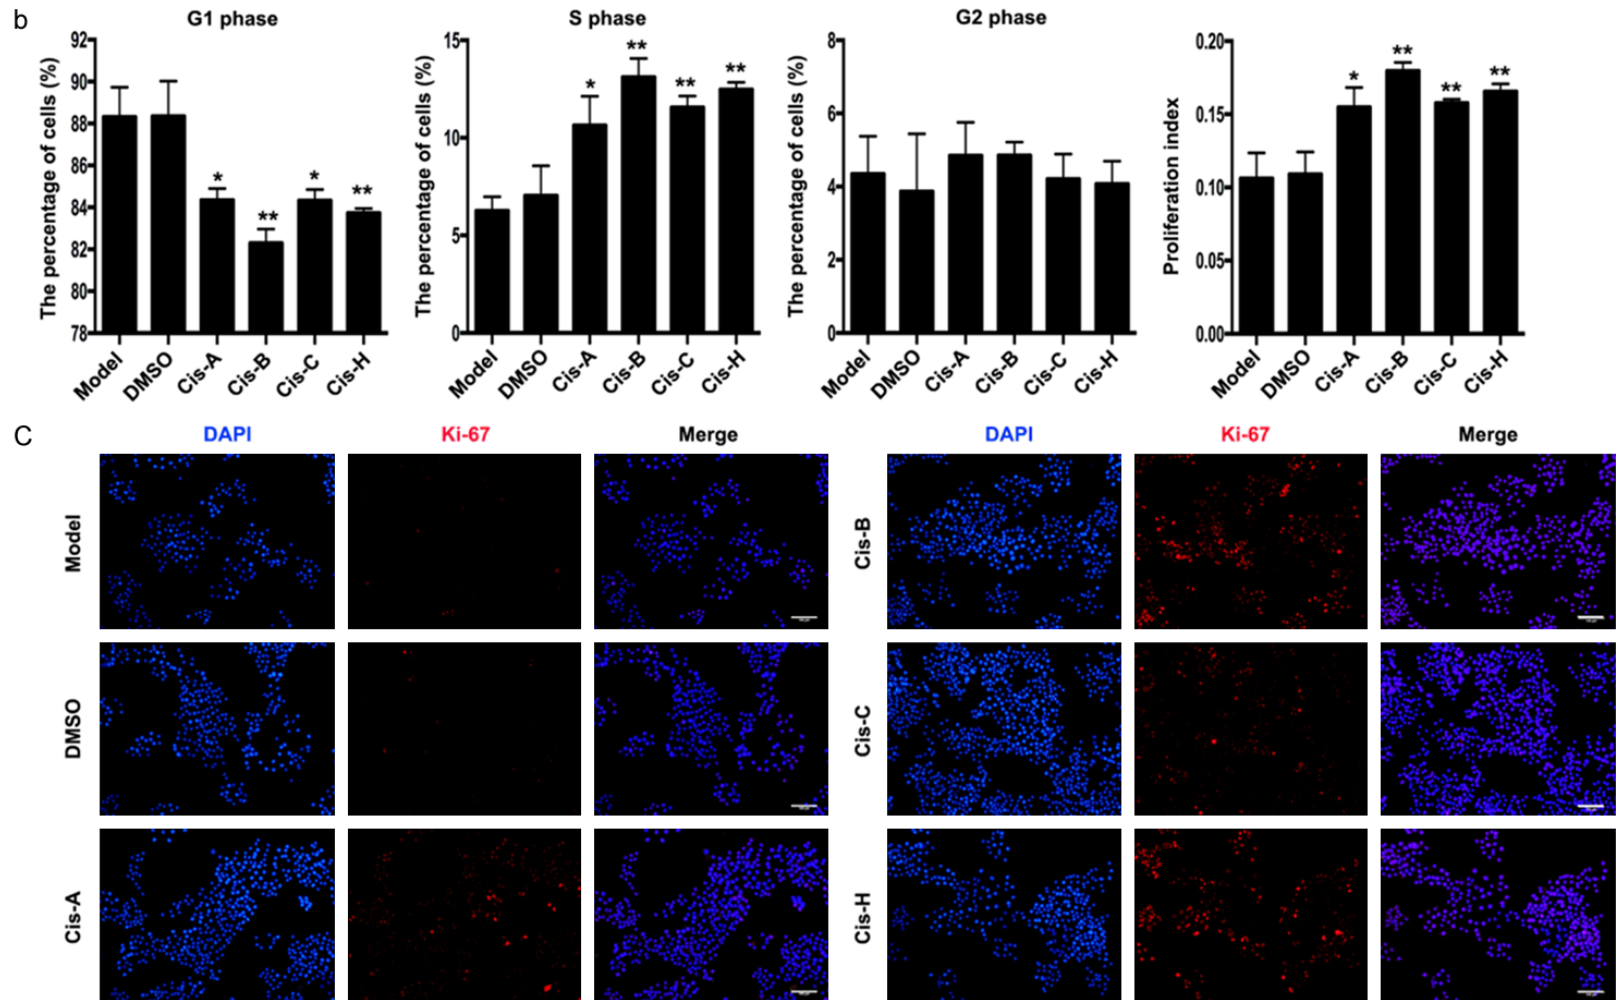 b
G1 phase
The percentage of cells (%)
92
90
88
86
84
82
80
78
* ** * **
Model DMSO Cis-A Cis-B Cis-C Cis-H
S phase
The percentage of cells (%)
15
10
5
0
* ** ** **
Model DMSO Cis-A Cis-B Cis-C Cis-H
G2 phase
The percentage of cells (%)
8
6
4
2
0
Model DMSO Cis-A Cis-B Cis-C Cis-H
Proliferation index
0.20
0.15
0.10
0.05
0.00
* ** ** **
Model DMSO Cis-A Cis-B Cis-C Cis-H
C
DAPI Ki-67 Merge DAPI Ki-67 Merge
Model
Cis-B
DMSO
Cis-C
Cis-A
Cis-H